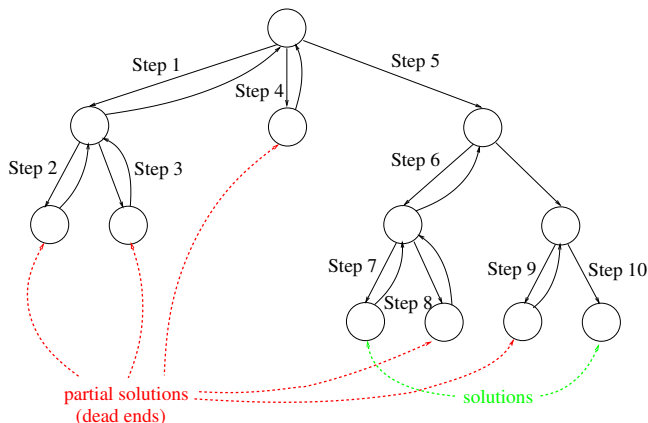 Step 1
Step 5
Step 4
Step 2
Step 3
Step 6
Step 7
Step 8
Step 9
Step 10
partial solutions
(dead ends)
solutions